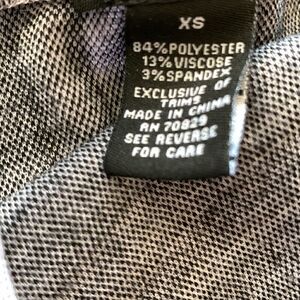 XS
84% POLYESTER
13% VISCOSE
3% SPANDEX
EXCLUSIVE OF
TRIMS
MADE IN CHINA
RN 70829
SEE REVERSE
FOR CARE